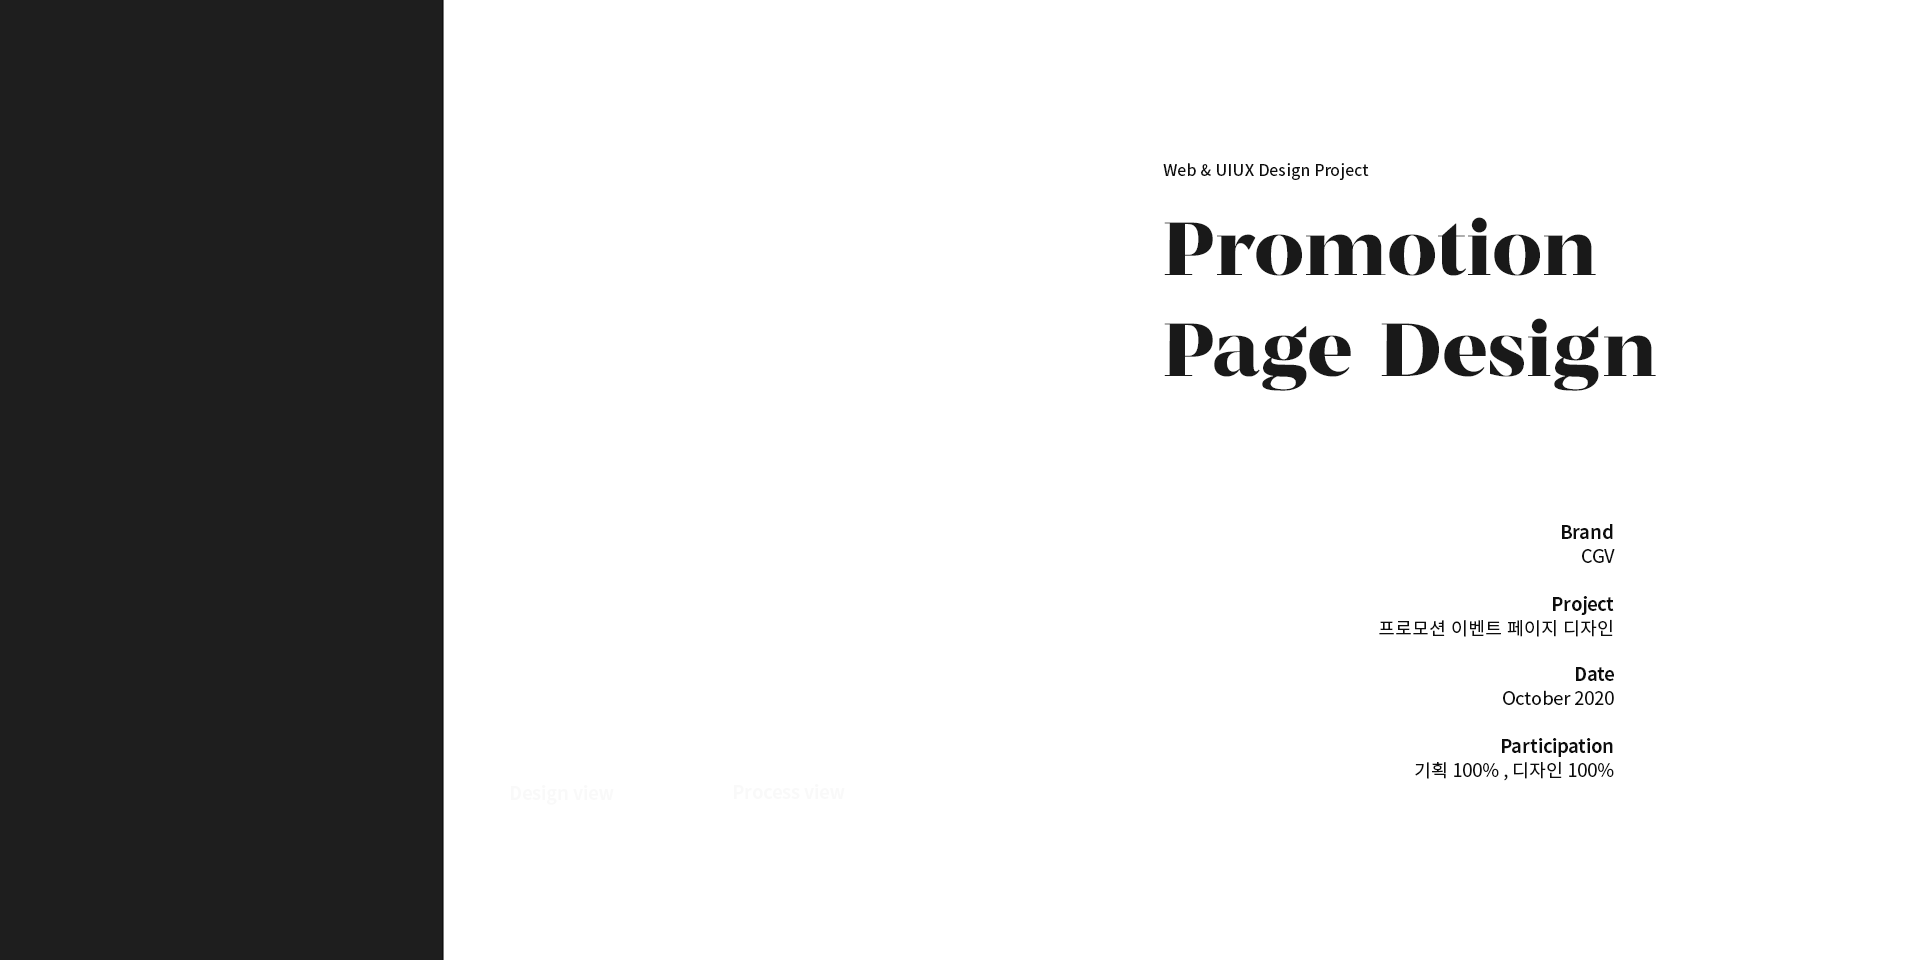 Web & UIUX Design Project
Promotion
Page Design
Brand
CGV
Project
프로모션 이벤트 페이지 디자인
Date
October 2020
Participation
기획 100% , 디자인 100%
Design view
Process view